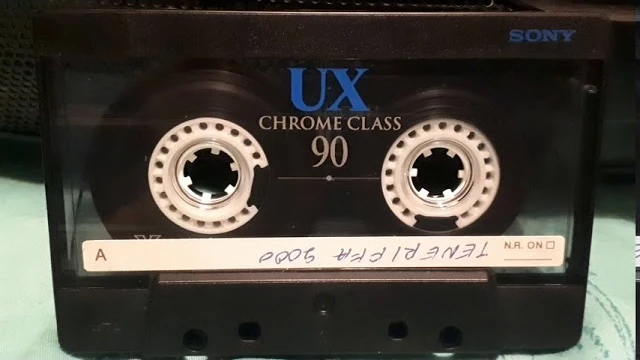 SONY
UX
CHROME CLASS
90
A
N.R. ON
TENERIFFA 2000